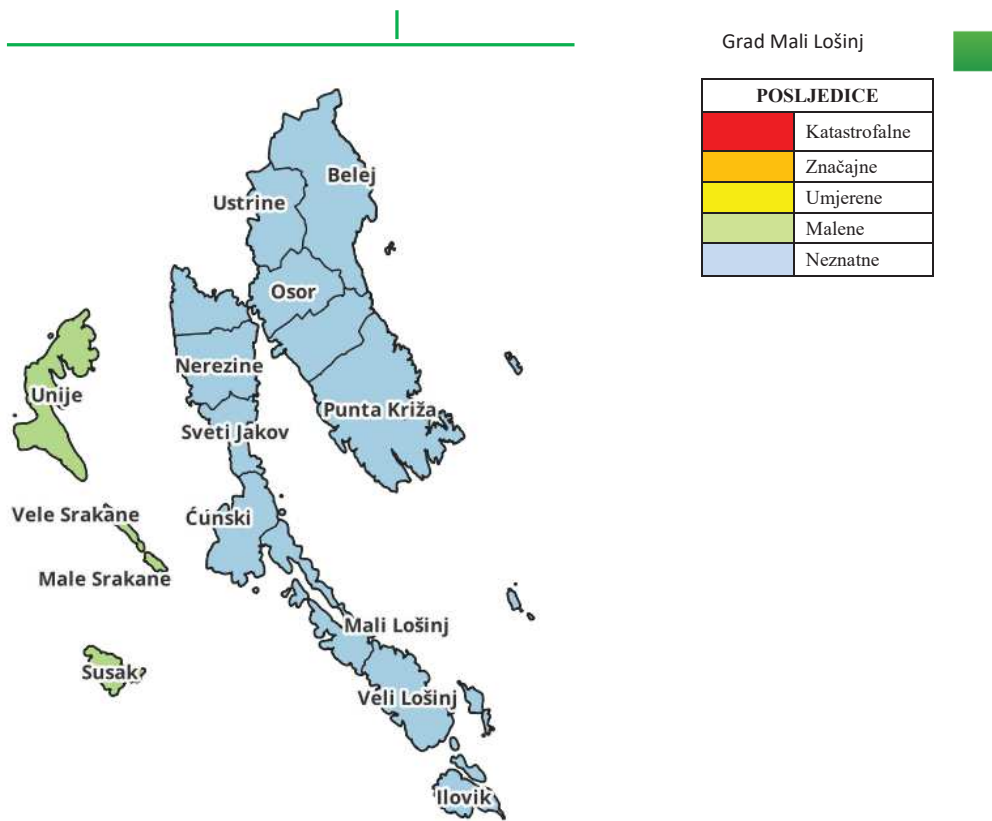 Grad Mali Lošinj
POSLJEDICE
Katastrofalne
Značajne
Umjerene
Malene
Neznatne
Belej
Ustrine
Osor
Nerezine
Unije
Punta Križa
Sveti Jakov
Vele Srakane
Ćunski
Male Srakane
Mali Lošinj
Susak
Veli Lošinj
Ilovik